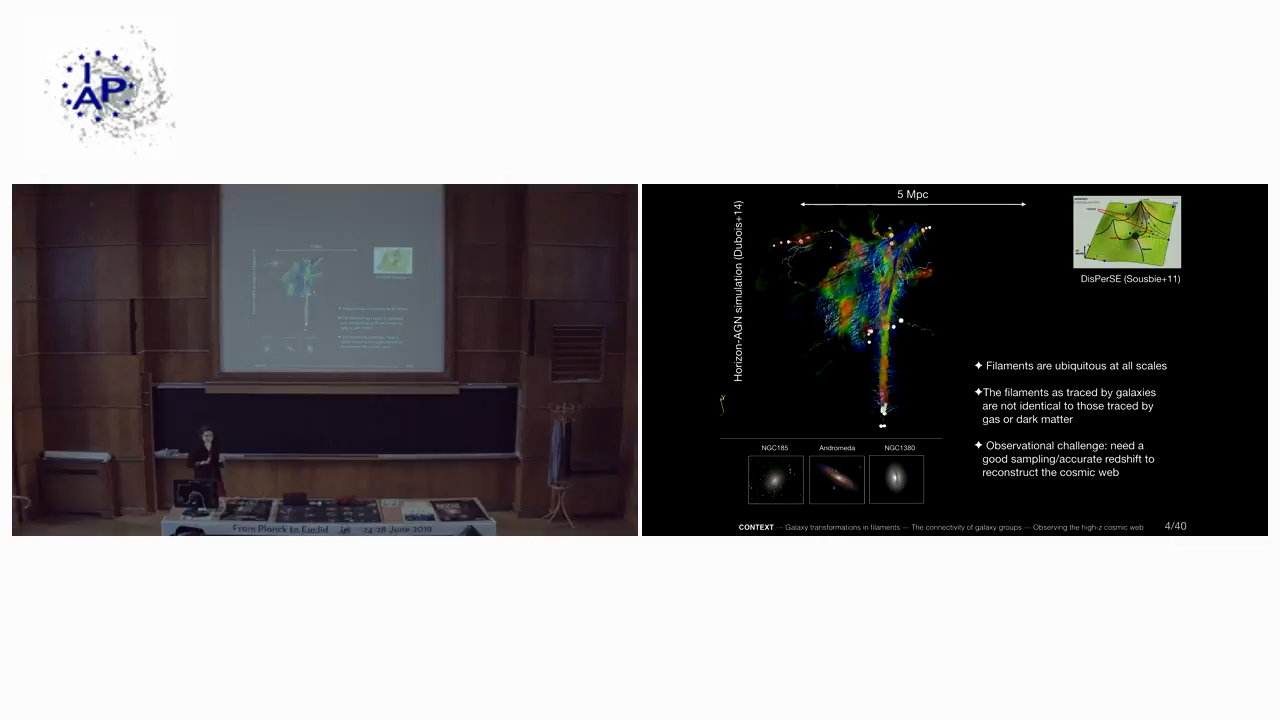 IAP
5 Mpc
Horizon-AGN simulation (Dubois+14)
DisPerSE (Sousbie+11)
✦ Filaments are ubiquitous at all scales
✦The filaments as traced by galaxies
are not identical to those traced by
gas or dark matter
✦ Observational challenge: need a
good sampling/accurate redshift to
reconstruct the cosmic web
NGC185
Andromeda
NGC1380
CONTEXT — Galaxy transformations in filaments — The connectivity of galaxy groups — Observing the high-z cosmic web
4/40
From Planck to Euclid
24-28 June 2019